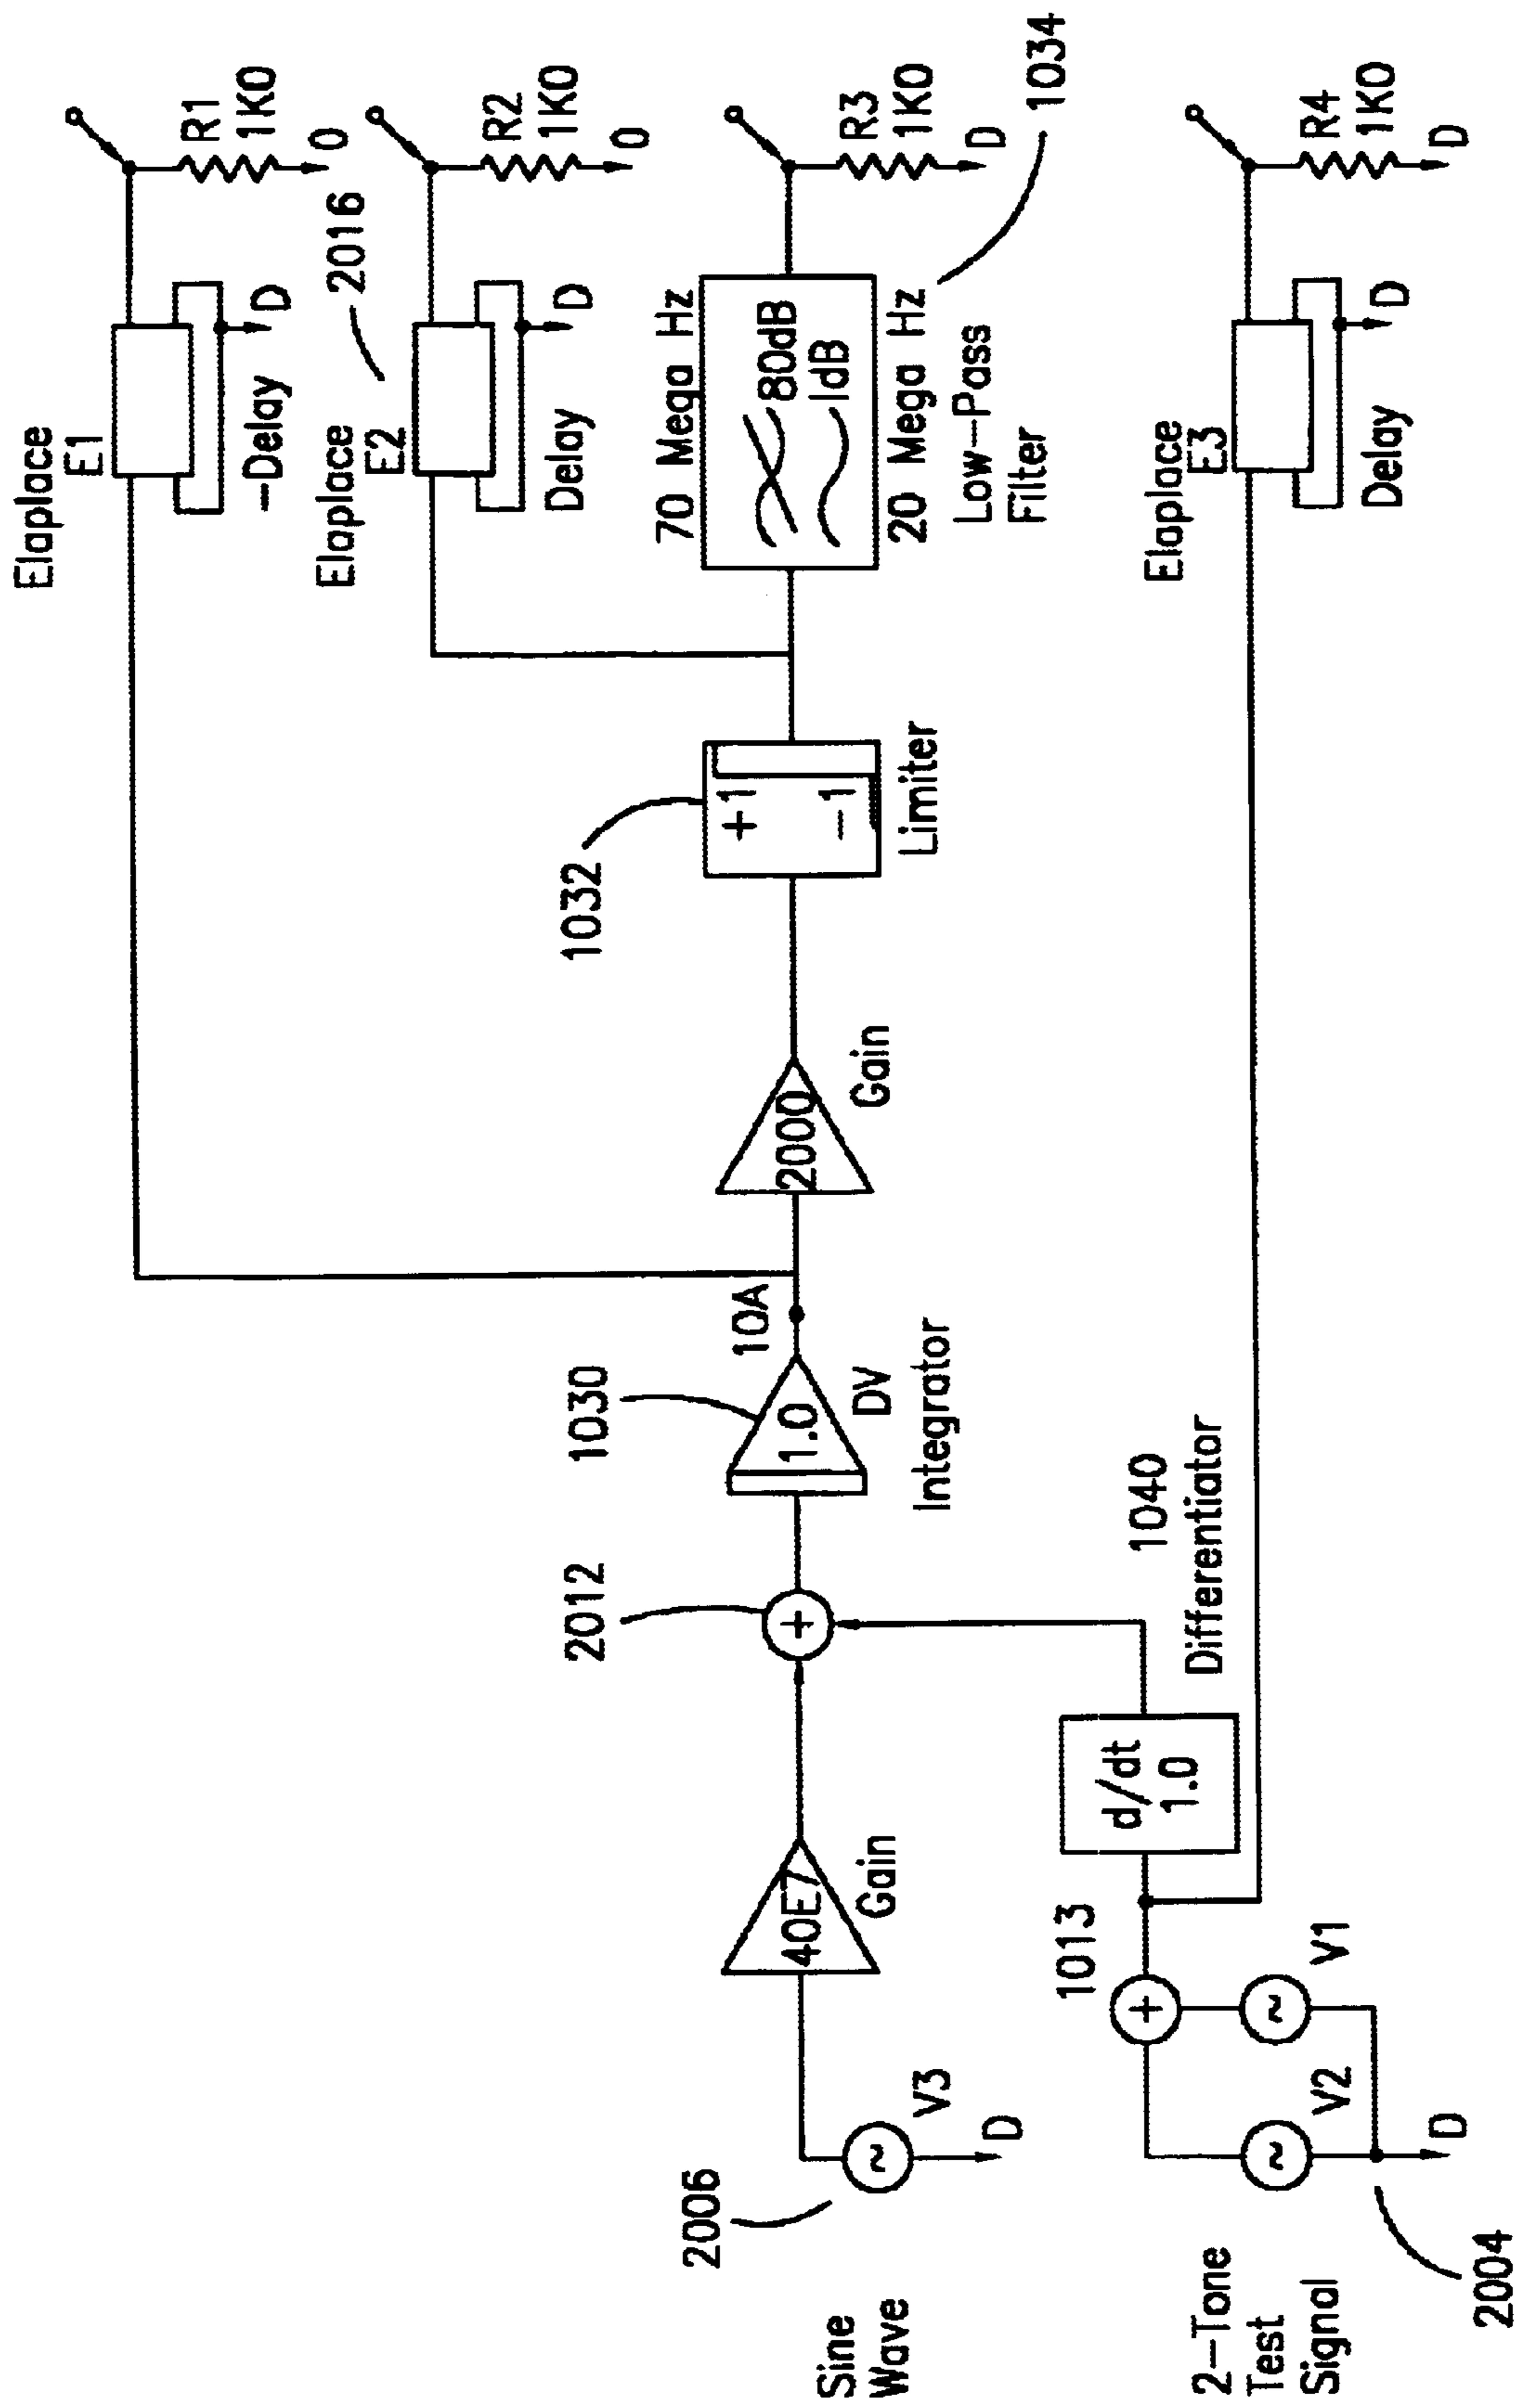 Elaplace
E1
-Delay
D
R1
1K0
0
Elaplace
E2
2016
Delay
D
R2
1K0
0
70 Mega Hz
80dB
1dB
20 Mega Hz
Low-Pass
Filter
R3
1K0
D
1034
Elaplace
E3
Delay
D
R4
1K0
D
1032
+1
-1
Limiter
2000
Gain
10A
1030
1.0
DV
Integrator
2012
+
1040
Differentiator
d/dt
1.0
40E7
Gain
1013
+
V1
V2
D
2004
2006
V3
D
Sine
Wave
2-Tone
Test
Signal